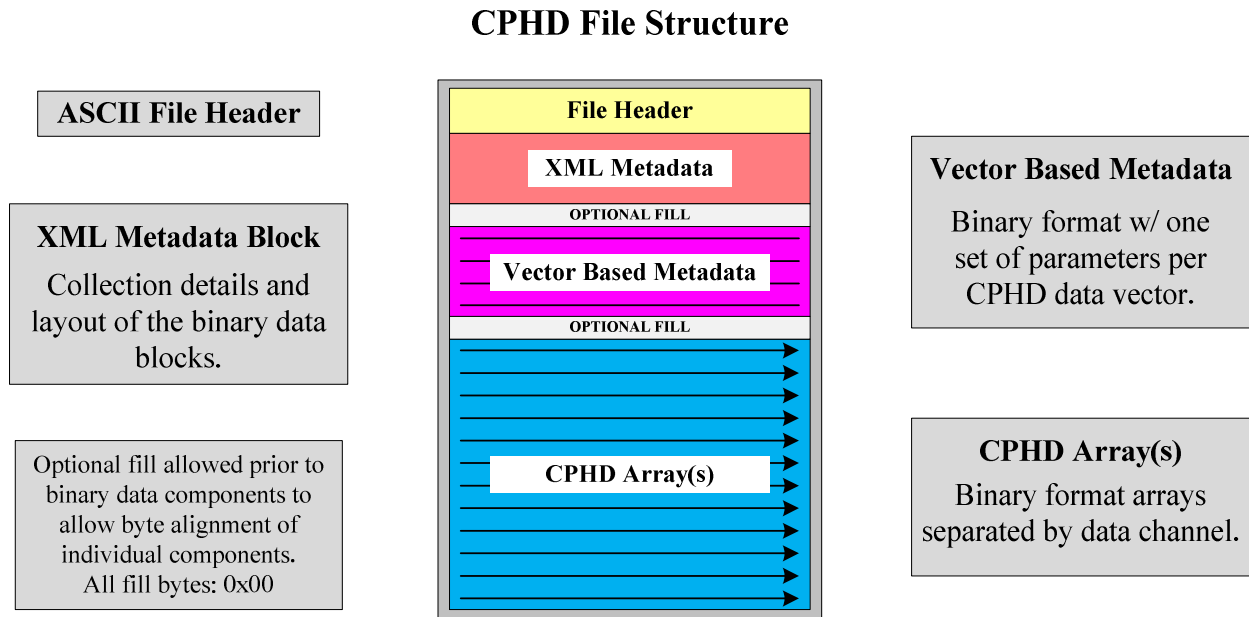 CPHD File Structure
ASCII File Header
XML Metadata Block
Collection details and
layout of the binary data
blocks.
Optional fill allowed prior to
binary data components to
allow byte alignment of
individual components.
All fill bytes: 0x00
File Header
XML Metadata
OPTIONAL FILL
Vector Based Metadata
OPTIONAL FILL
CPHD Array(s)
Vector Based Metadata
Binary format w/ one
set of parameters per
CPHD data vector.
CPHD Array(s)
Binary format arrays
separated by data channel.